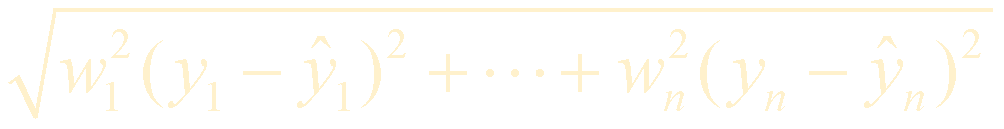 √(w₁²(y₁ − ŷ₁)² + ⋯ + wₙ²(yₙ − ŷₙ)²)